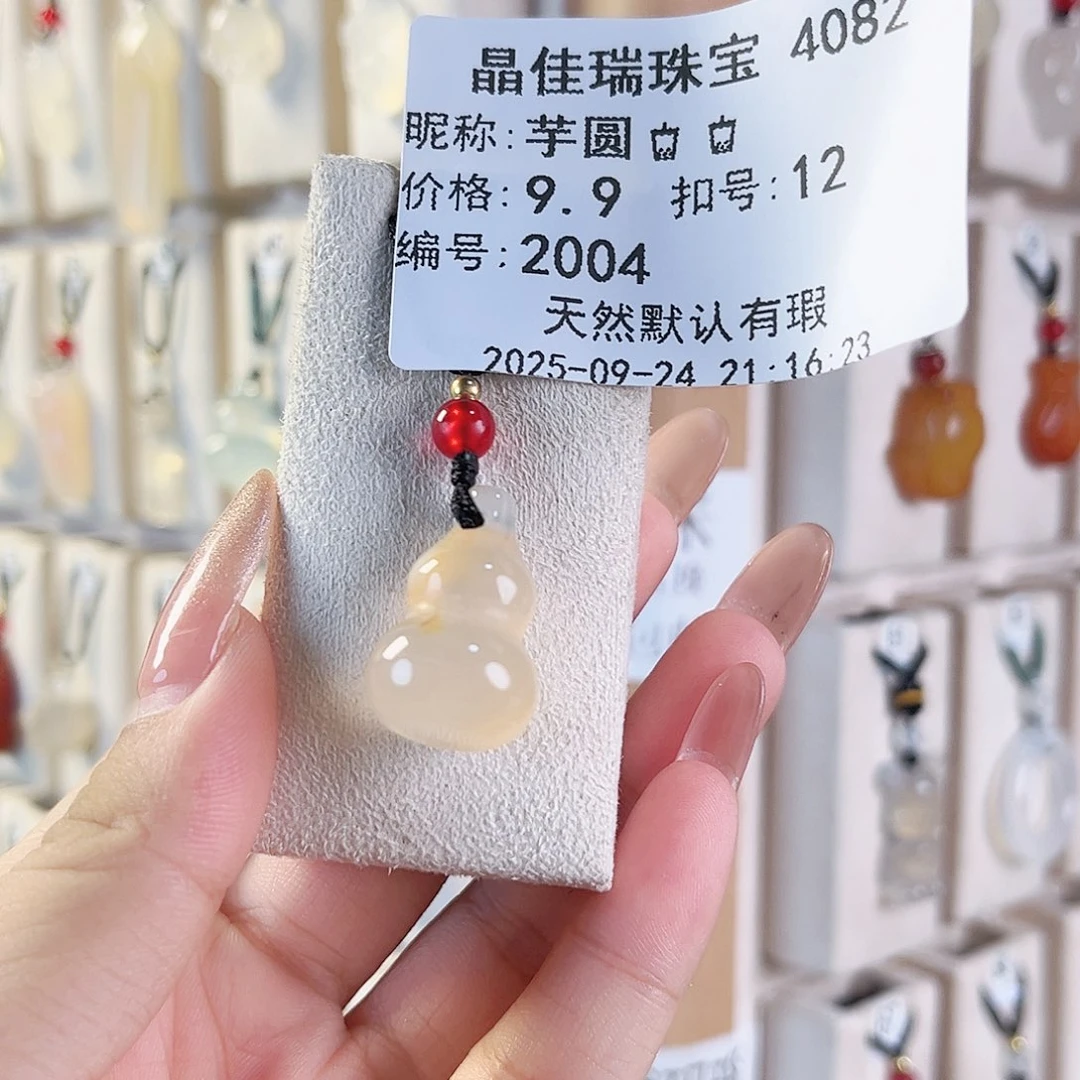 晶佳瑞珠宝 4082
昵称:芋圆
价格:9.9 扣号:12
编号:2004
天然默认有瑕
2025-09-24 21:16:23